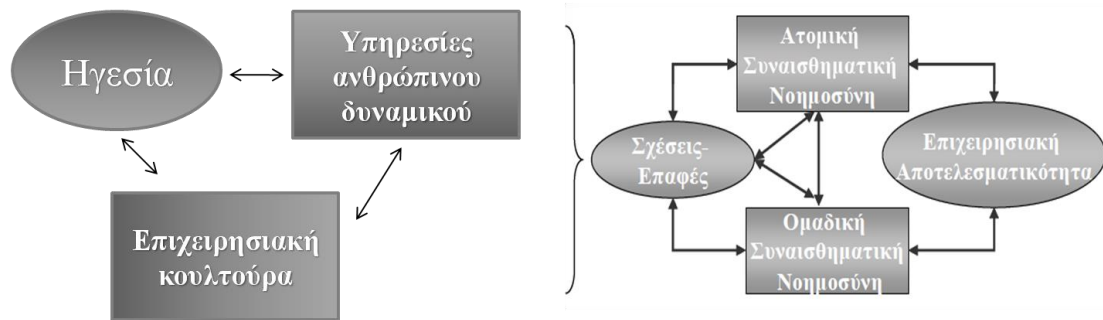 Ηγεσία
Υπηρεσίες
ανθρώπινου
δυναμικού
Επιχειρησιακή
κουλτούρα
Ατομική
Συναισθηματική
Νοημοσύνη
Σχέσεις-
Επαφές
Επιχειρησιακή
Αποτελεσματικότητα
Ομαδική
Συναισθηματική
Νοημοσύνη